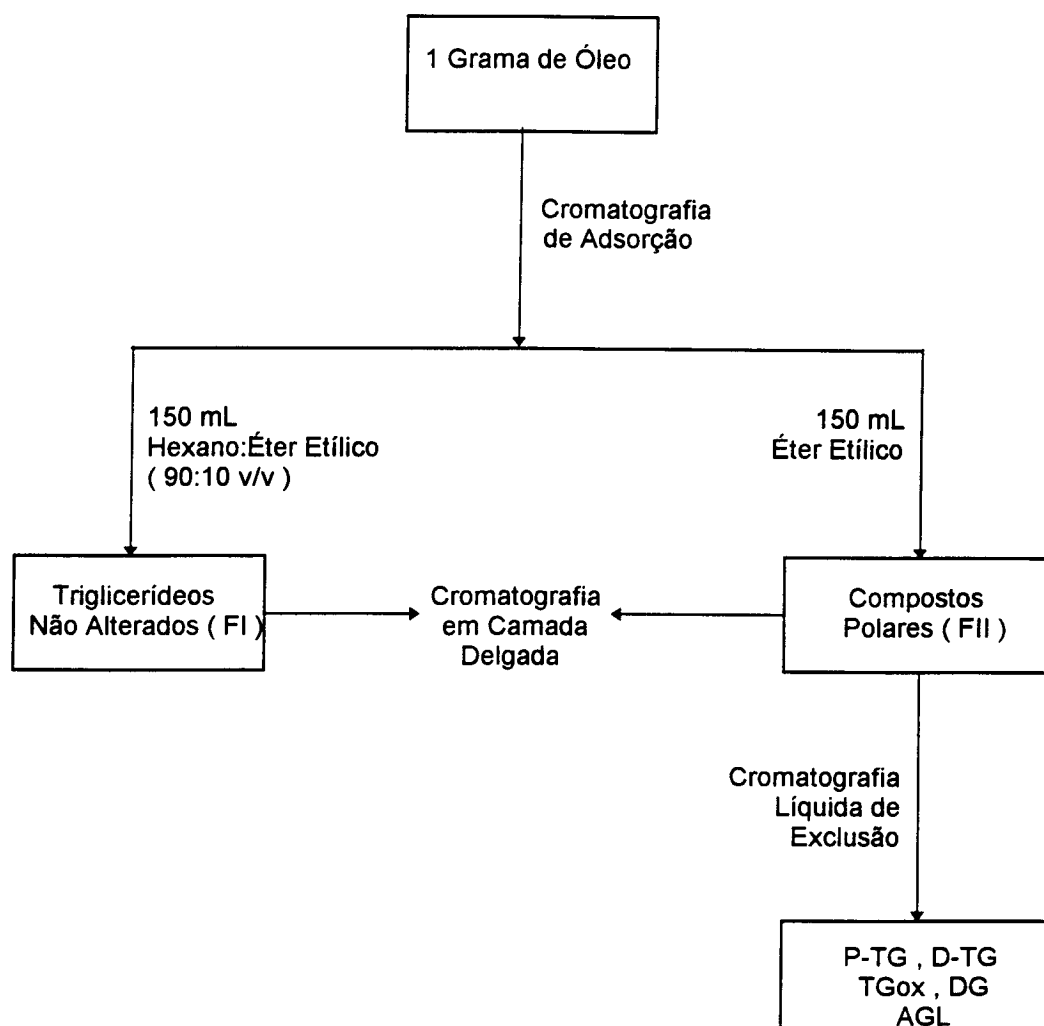 1 Grama de Óleo
Cromatografia
de Adsorção
150 mL
Hexano:Éter Etílico
( 90:10 v/v )
150 mL
Éter Etílico
Triglicerídeos
Não Alterados ( FI )
Cromatografia
em Camada
Delgada
Compostos
Polares ( FII )
Cromatografia
Líquida de
Exclusão
P-TG , D-TG
TGox , DG
AGL